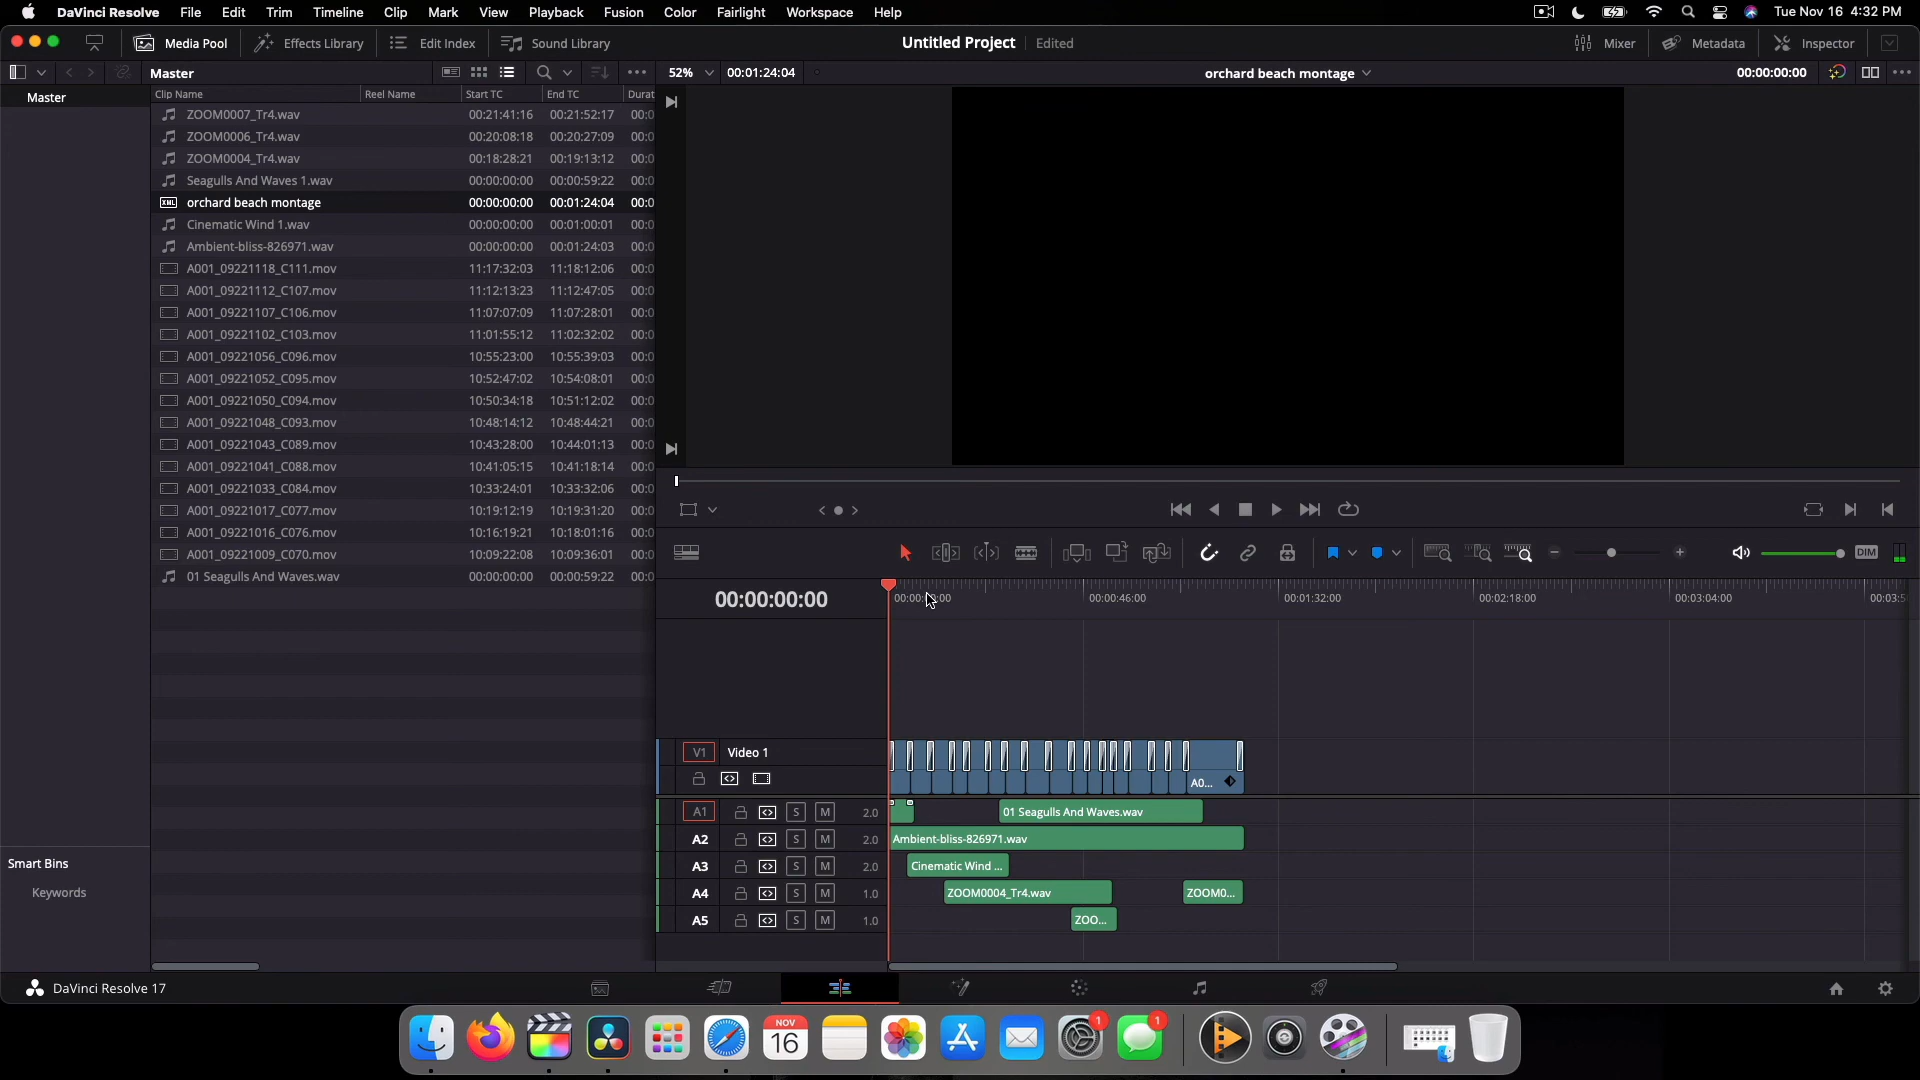 DaVinci Resolve File Edit Trim Timeline Clip Mark View Playback Fusion Color Fairlight Workspace Help Tue Nov 16 4:32 PM
Media Pool Effects Library Edit Index Sound Library Untitled Project Edited Mixer Metadata Inspector
Master 52% 00:01:24:04 orchard beach montage 00:00:00:00
Master
Clip Name Reel Name Start TC End TC Durat
ZOOM0007_Tr4.wav 00:21:41:16 00:21:52:17 00:0
ZOOM0006_Tr4.wav 00:20:08:18 00:20:27:09 00:0
ZOOM0004_Tr4.wav 00:18:28:21 00:19:13:12 00:0
Seagulls And Waves 1.wav 00:00:00:00 00:00:59:22 00:0
XML orchard beach montage 00:00:00:00 00:01:24:04 00:0
Cinematic Wind 1.wav 00:00:00:00 00:01:00:01 00:0
Ambient-bliss-826971.wav 00:00:00:00 00:01:24:03 00:0
A001_09221118_C111.mov 11:17:32:03 11:18:12:06 00:0
A001_09221112_C107.mov 11:12:13:23 11:12:47:05 00:0
A001_09221107_C106.mov 11:07:07:09 11:07:28:01 00:0
A001_09221102_C103.mov 11:01:55:12 11:02:32:02 00:0
A001_09221056_C096.mov 10:55:23:00 10:55:39:03 00:0
A001_09221052_C095.mov 10:52:47:02 10:54:08:01 00:0
A001_09221050_C094.mov 10:50:34:18 10:51:12:02 00:0
A001_09221048_C093.mov 10:48:14:12 10:48:44:21 00:0
A001_09221043_C089.mov 10:43:28:00 10:44:01:13 00:0
A001_09221041_C088.mov 10:41:05:15 10:41:18:14 00:0
A001_09221033_C084.mov 10:33:24:01 10:33:32:06 00:0
A001_09221017_C077.mov 10:19:12:19 10:19:31:20 00:0
A001_09221016_C076.mov 10:16:19:21 10:18:01:16 00:0
A001_09221009_C070.mov 10:09:22:08 10:09:36:01 00:0
01 Seagulls And Waves.wav 00:00:00:00 00:00:59:22 00:0
DIM
00:00:00:00
00:00:46:00 00:01:32:00 00:02:18:00 00:03:04:00 00:03:5
V1 Video 1
A0...
A1 S M 2.0 01 Seagulls And Waves.wav
A2 S M 2.0 Ambient-bliss-826971.wav
A3 S M 2.0 Cinematic Wind ...
A4 S M 1.0 ZOOM0004_Tr4.wav ZOOM0...
A5 S M 1.0 ZOO...
Smart Bins
Keywords
DaVinci Resolve 17
NOV
16
1
1